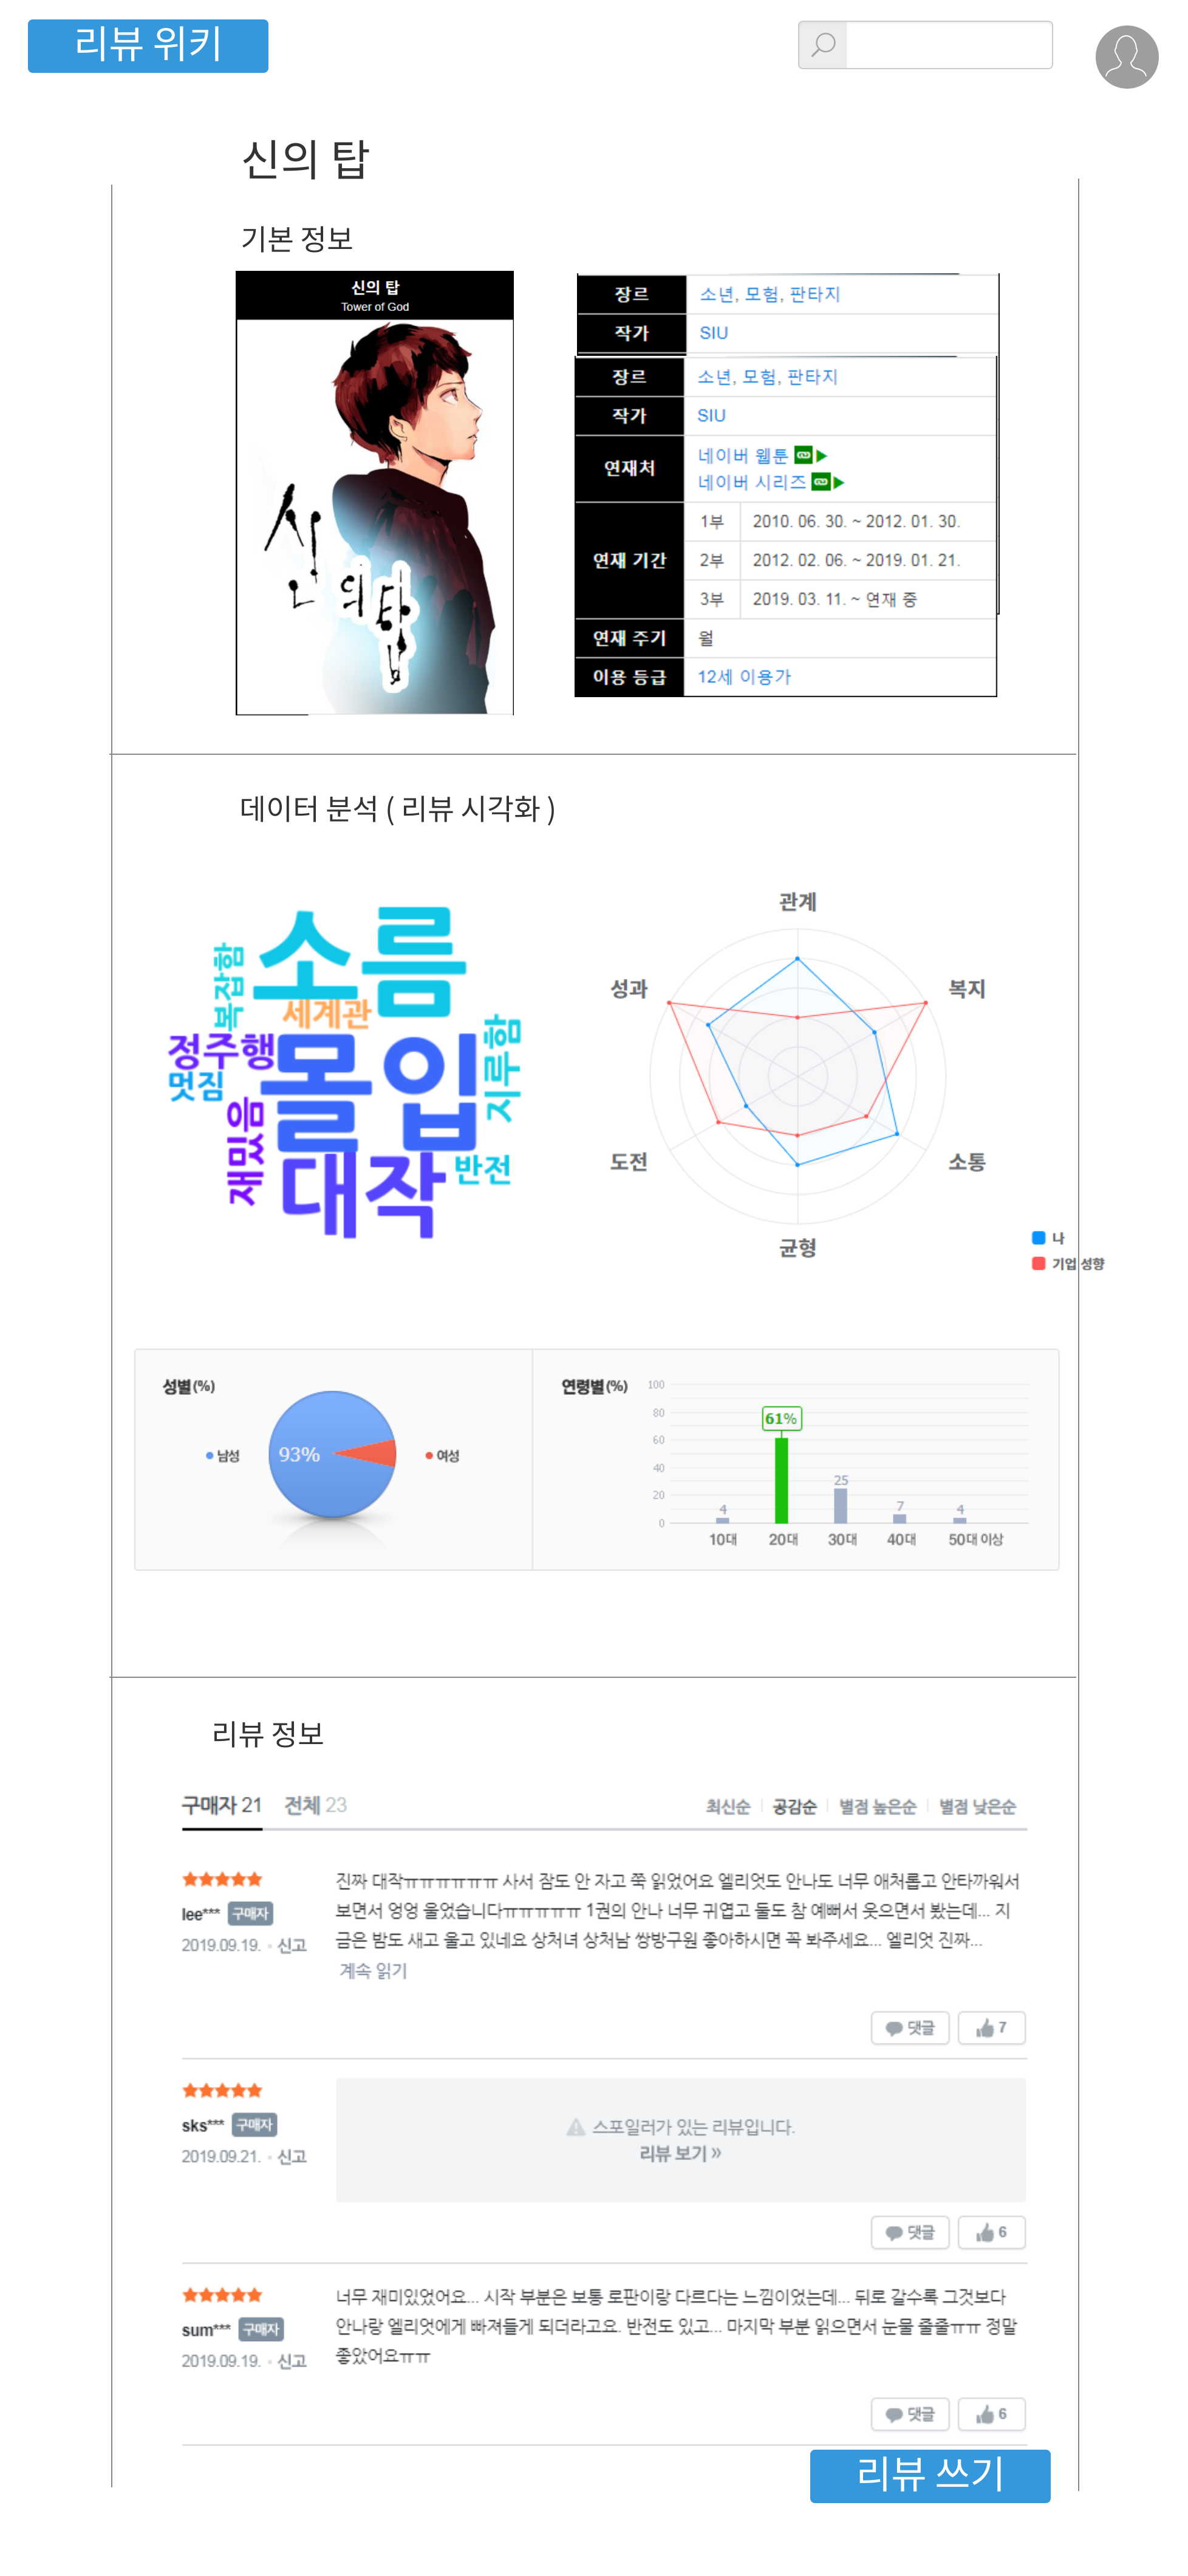 리뷰 위키
신의 탑
기본 정보
신의 탑
Tower of God
신의탑
장르 소년, 모험, 판타지
작가 SIU
장르 소년, 모험, 판타지
작가 SIU
연재처 네이버 웹툰
네이버 시리즈
연재 기간 1부 2010. 06. 30. ~ 2012. 01. 30.
2부 2012. 02. 06. ~ 2019. 01. 21.
3부 2019. 03. 11. ~ 연재 중
연재 주기 월
이용 등급 12세 이용가
데이터 분석 ( 리뷰 시각화 )
소름
복잡함
세계관
정주행
몰입
지루함
멋짐
재밌음
대작
반전
관계
성과
복지
도전
소통
균형
나
기업 성향
성별(%)
남성
93%
여성
연령별(%)
100
80
60
40
20
0
4
61%
25
7
4
10대 20대 30대 40대 50대 이상
리뷰 정보
구매자 21 전체 23
최신순 공감순 별점 높은순 별점 낮은순
lee*** 구매자
2019.09.19. 신고
진짜 대작ㅠㅠㅠㅠㅠㅠ 사서 잠도 안 자고 쭉 읽었어요 엘리엇도 안나도 너무 애처롭고 안타까워서
보면서 엉엉 울었습니다ㅠㅠㅠㅠㅠ 1권의 안나 너무 귀엽고 둘도 참 예뻐서 웃으면서 봤는데... 지
금은 밤도 새고 울고 있네요 상처녀 상처남 쌍방구원 좋아하시면 꼭 봐주세요... 엘리엇 진짜...
계속 읽기
댓글 7
sks*** 구매자
2019.09.21. 신고
스포일러가 있는 리뷰입니다.
리뷰 보기 »
댓글 6
sum*** 구매자
2019.09.19. 신고
너무 재미있었어요... 시작 부분은 보통 로판이랑 다르다는 느낌이었는데... 뒤로 갈수록 그것보다
안나랑 엘리엇에게 빠져들게 되더라고요. 반전도 있고... 마지막 부분 읽으면서 눈물 줄줄ㅠㅠ 정말
좋았어요ㅠㅠ
댓글 6
리뷰 쓰기